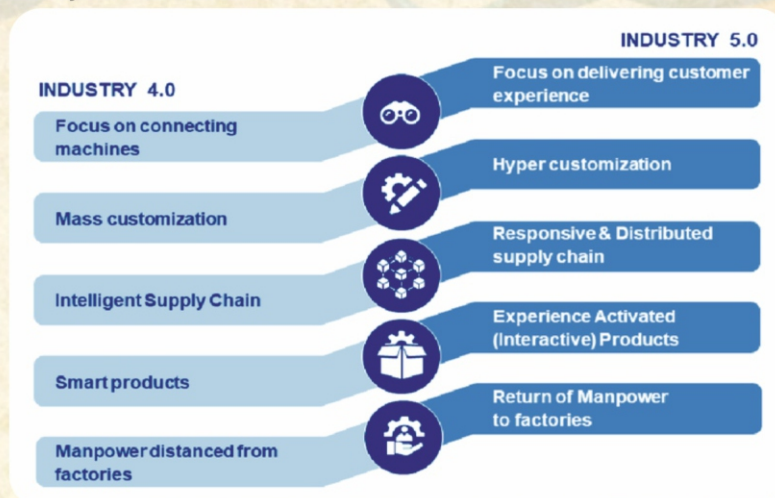 INDUSTRY 5.0
INDUSTRY 4.0
Focus on delivering customer
experience
Focus on connecting
machines
Hyper customization
Mass customization
Responsive & Distributed
supply chain
Intelligent Supply Chain
Experience Activated
(Interactive) Products
Smart products
Return of Manpower
to factories
Manpower distanced from
factories